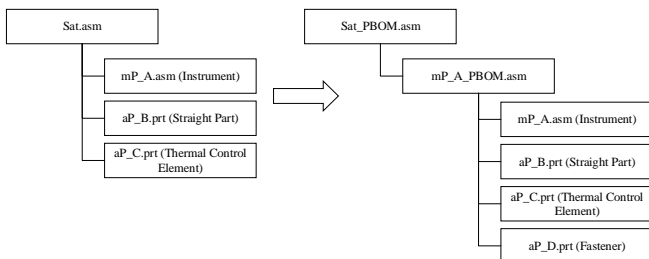 Sat.asm
mP_A.asm (Instrument)
aP_B.prt (Straight Part)
aP_C.prt (Thermal Control
Element)
Sat_PBOM.asm
mP_A_PBOM.asm
mP_A.asm (Instrument)
aP_B.prt (Straight Part)
aP_C.prt (Thermal Control
Element)
aP_D.prt (Fastener)